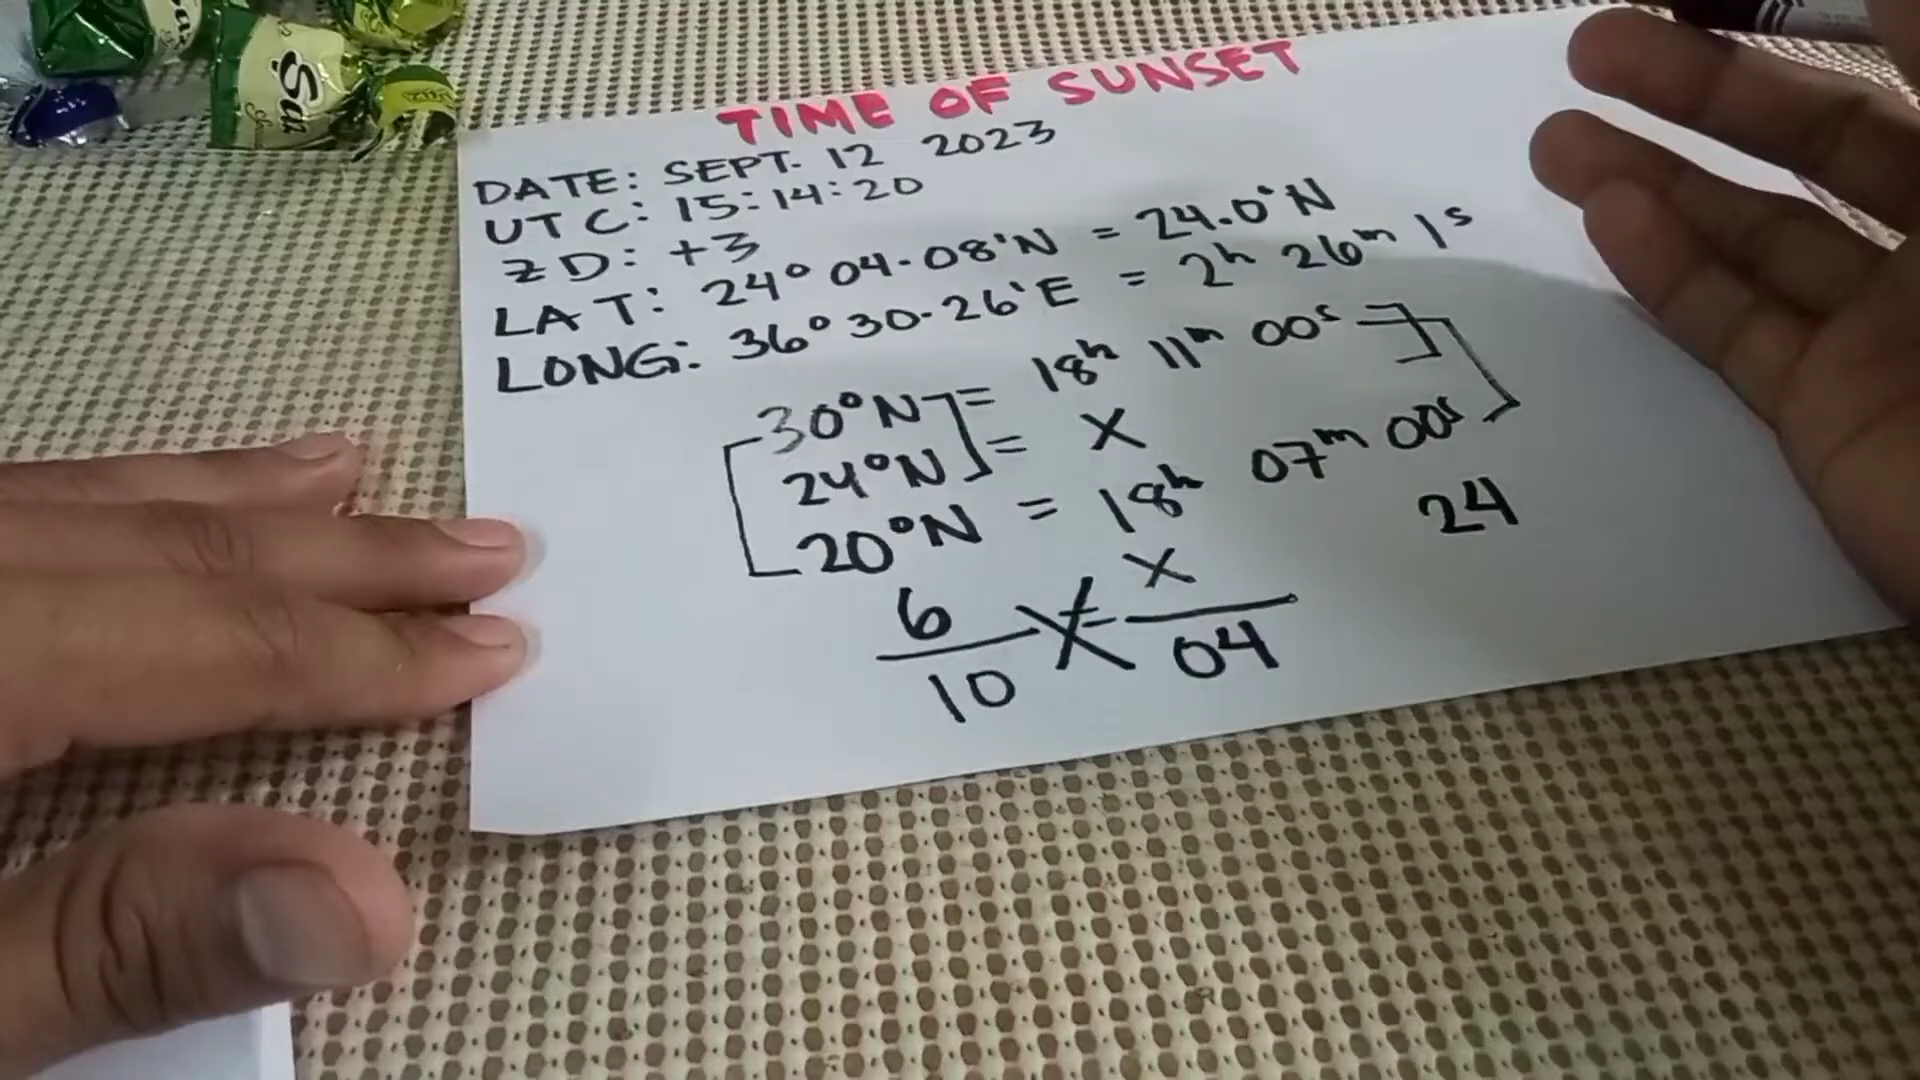 TIME OF SUNSET
DATE: SEPT. 12 2023
UTC: 15:14:20
ZD: +3
LAT: 24° 04.08'N = 24.0°N
LONG: 36° 30.26'E = 2h 26m 1s
30°N = 18h 11m 00s
24°N = X
20°N = 18h 07m 00s
24
6/10 = X/04